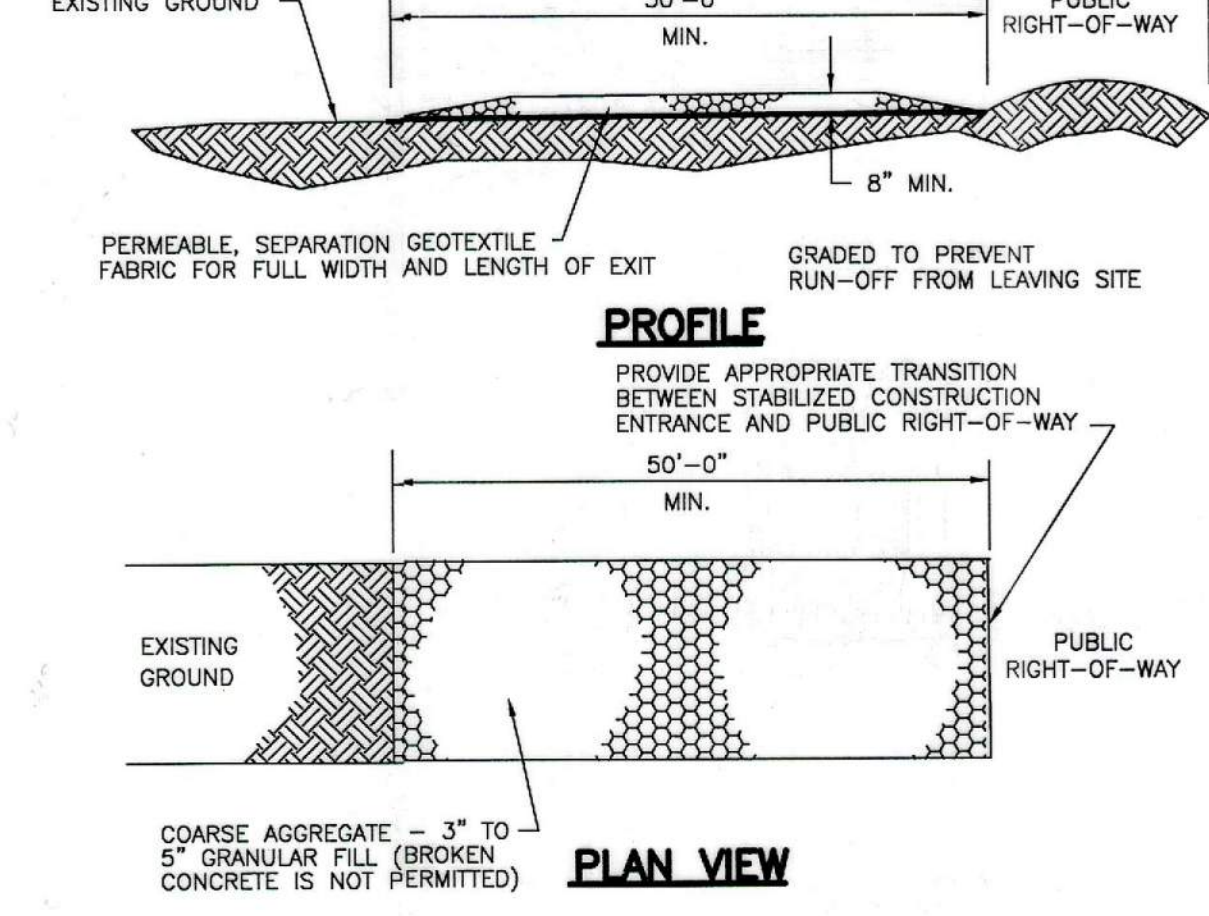 EXISTING GROUND
50'-0"
MIN.
PUBLIC
RIGHT-OF-WAY
8" MIN.
PERMEABLE, SEPARATION GEOTEXTILE
FABRIC FOR FULL WIDTH AND LENGTH OF EXIT
GRADED TO PREVENT
RUN-OFF FROM LEAVING SITE
PROFILE
PROVIDE APPROPRIATE TRANSITION
BETWEEN STABILIZED CONSTRUCTION
ENTRANCE AND PUBLIC RIGHT-OF-WAY
50'-0"
MIN.
EXISTING
GROUND
PUBLIC
RIGHT-OF-WAY
COARSE AGGREGATE - 3" TO
5" GRANULAR FILL (BROKEN
CONCRETE IS NOT PERMITTED)
PLAN VIEW